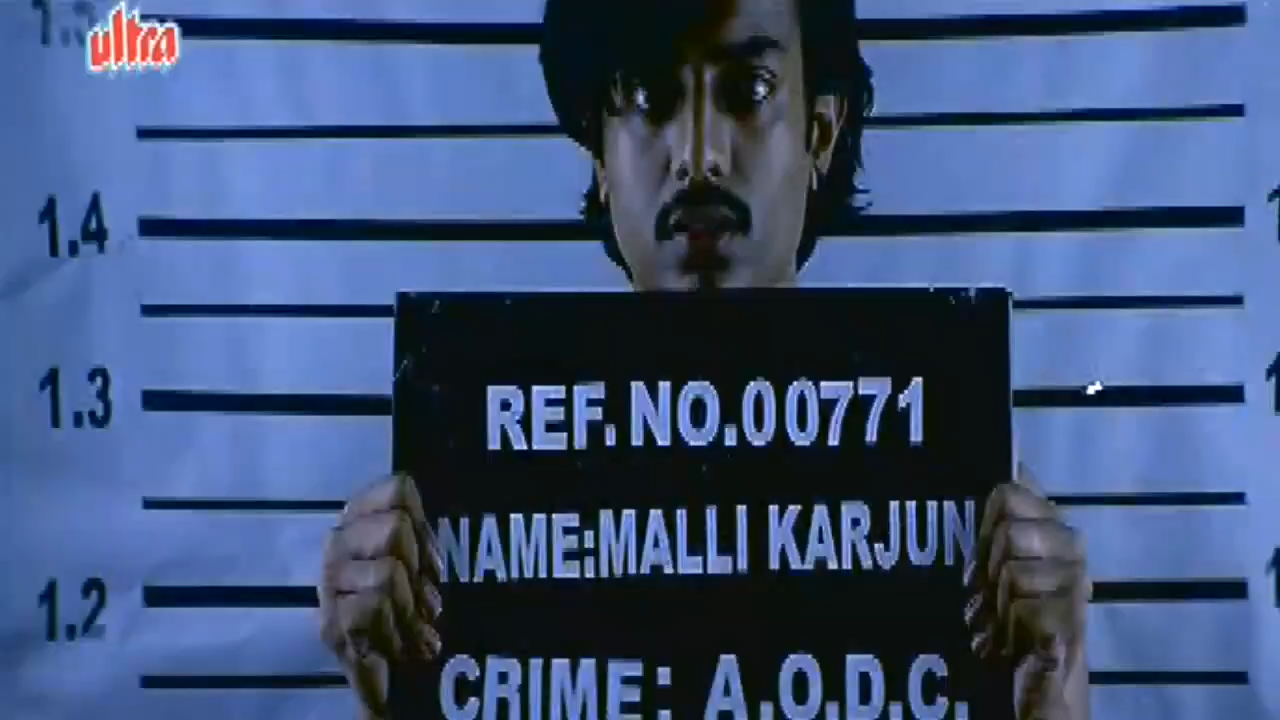 ultra
1.4
1.3
1.2
REF. NO.00771
NAME:MALLI KARJUN
CRIME: A.O.D.C.